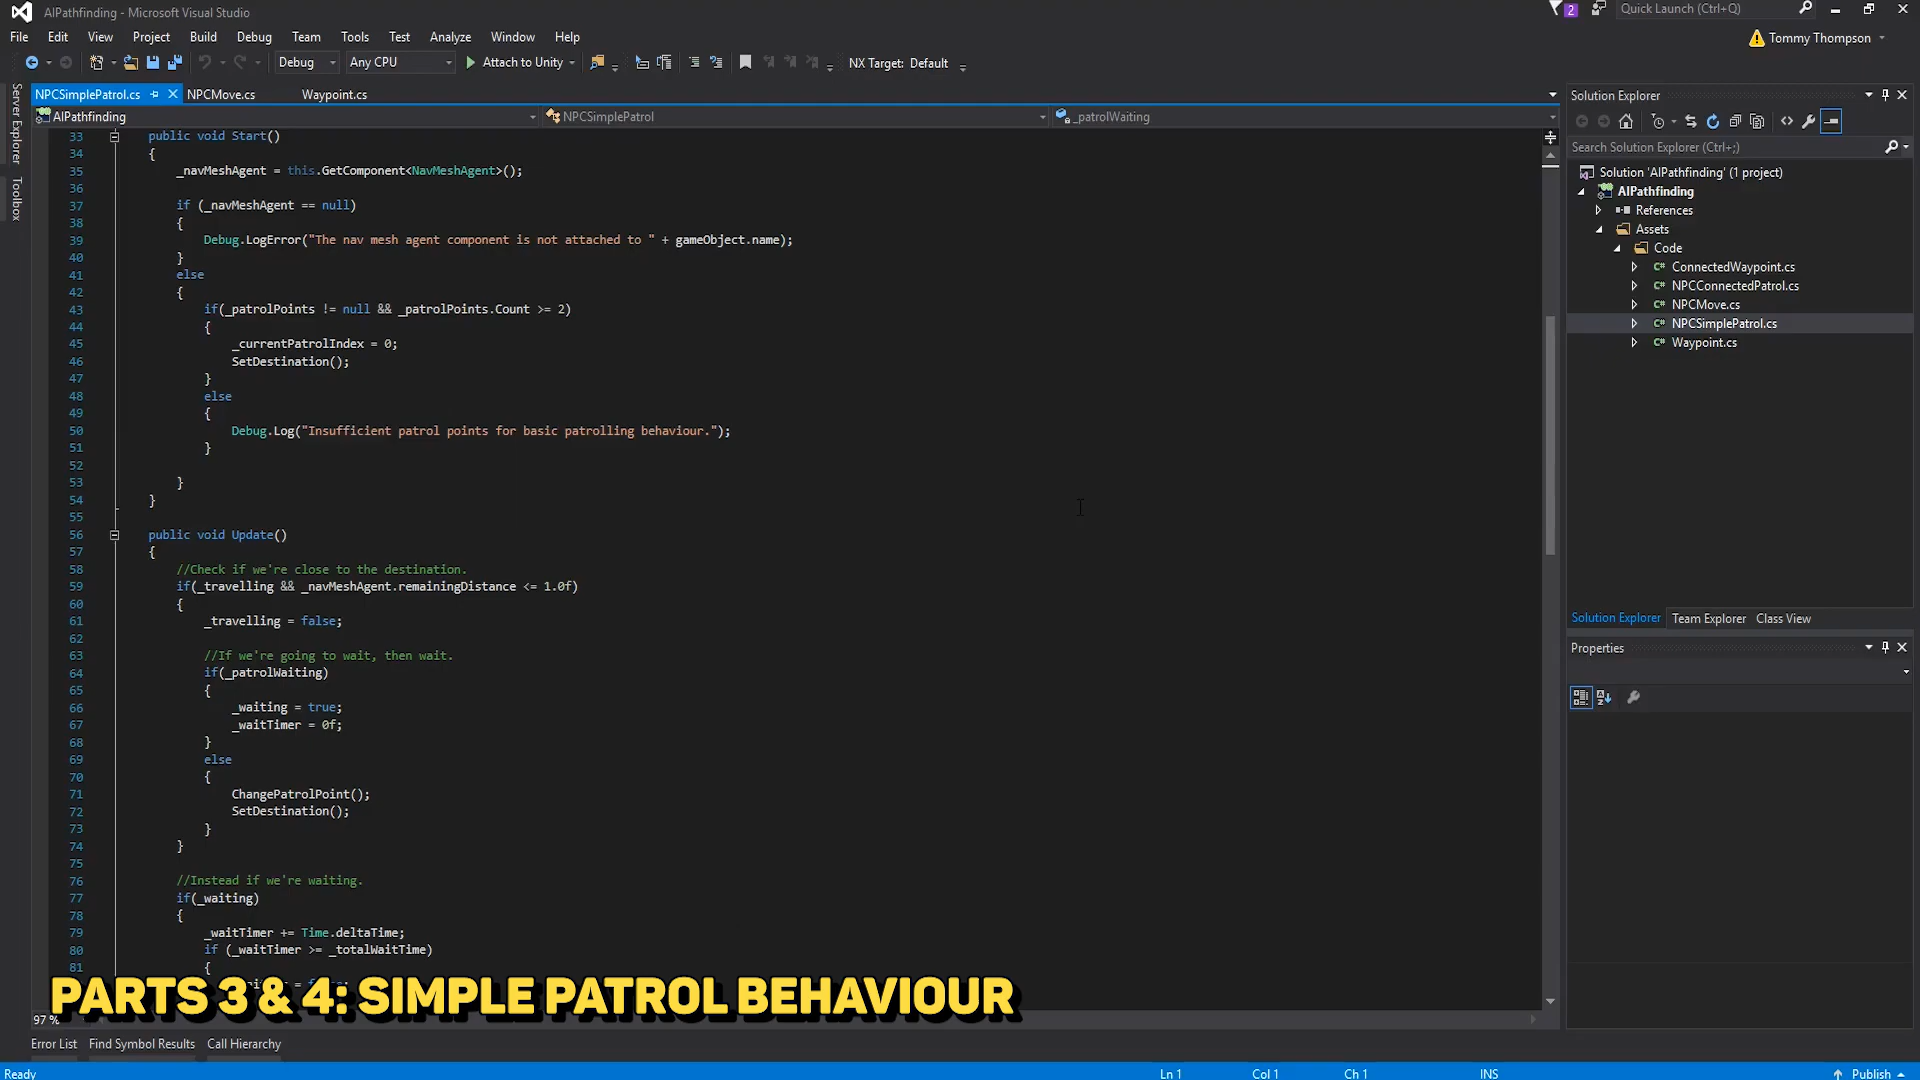 AIPathfinding - Microsoft Visual Studio
2
Quick Launch (Ctrl+Q)
File Edit View Project Build Debug Team Tools Test Analyze Window Help
Tommy Thompson
Debug
Any CPU
Attach to Unity
NX Target: Default
Server Explorer
Toolbox
NPCSimplePatrol.cs
NPCMove.cs
Waypoint.cs
AIPathfinding
NPCSimplePatrol
_patrolWaiting
33 public void Start()
34 {
35 _navMeshAgent = this.GetComponent<NavMeshAgent>();
36
37 if (_navMeshAgent == null)
38 {
39 Debug.LogError("The nav mesh agent component is not attached to " + gameObject.name);
40 }
41 else
42 {
43 if(_patrolPoints != null && _patrolPoints.Count >= 2)
44 {
45 _currentPatrolIndex = 0;
46 SetDestination();
47 }
48 else
49 {
50 Debug.Log("Insufficient patrol points for basic patrolling behaviour.");
51 }
52
53 }
54 }
55
56 public void Update()
57 {
58 //Check if we're close to the destination.
59 if(_travelling && _navMeshAgent.remainingDistance <= 1.0f)
60 {
61 _travelling = false;
62
63 //If we're going to wait, then wait.
64 if(_patrolWaiting)
65 {
66 _waiting = true;
67 _waitTimer = 0f;
68 }
69 else
70 {
71 ChangePatrolPoint();
72 SetDestination();
73 }
74 }
75
76 //Instead if we're waiting.
77 if(_waiting)
78 {
79 _waitTimer += Time.deltaTime;
80 if (_waitTimer >= _totalWaitTime)
81 {
PARTS 3 & 4: SIMPLE PATROL BEHAVIOUR
97 %
Error List Find Symbol Results Call Hierarchy
Ready
Ln 1
Col 1
Ch 1
INS
Publish
Solution Explorer
Search Solution Explorer (Ctrl+;)
Solution 'AIPathfinding' (1 project)
AIPathfinding
References
Assets
Code
C# ConnectedWaypoint.cs
C# NPCConnectedPatrol.cs
C# NPCMove.cs
C# NPCSimplePatrol.cs
C# Waypoint.cs
Solution Explorer Team Explorer Class View
Properties